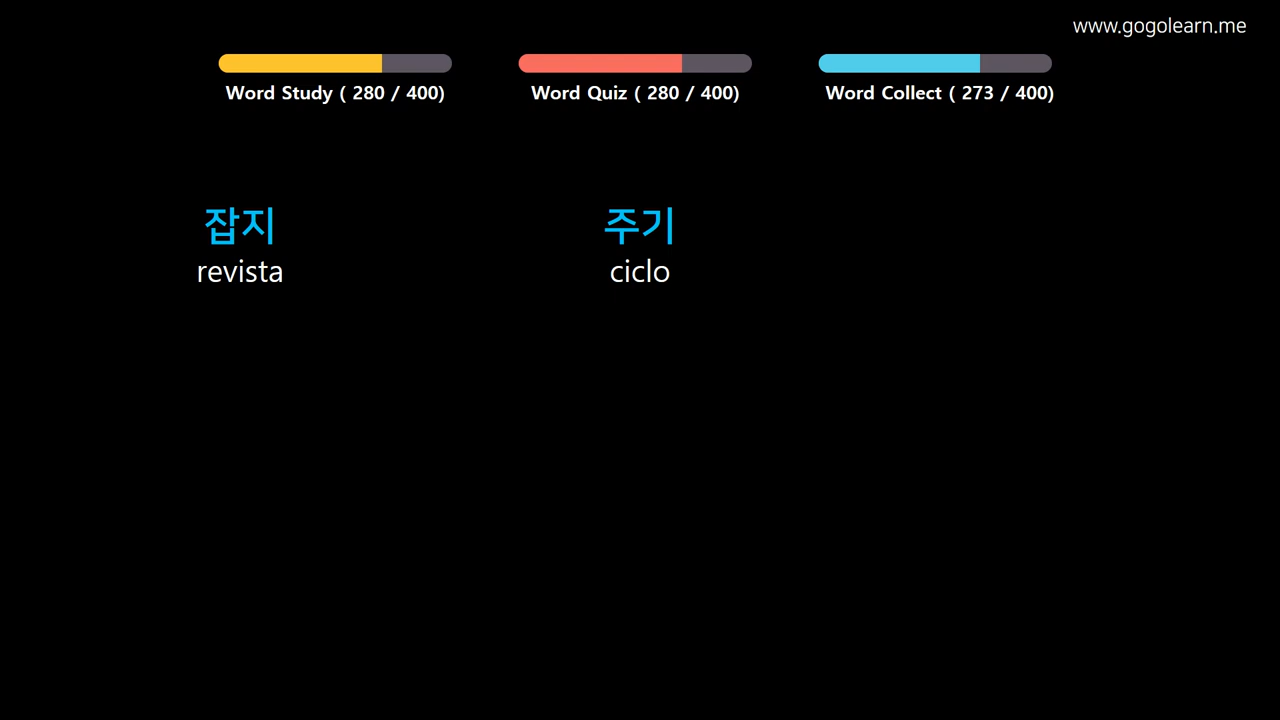 www.gogolearn.me
Word Study ( 280 / 400)
Word Quiz ( 280 / 400)
Word Collect ( 273 / 400)
잡지
revista
주기
ciclo